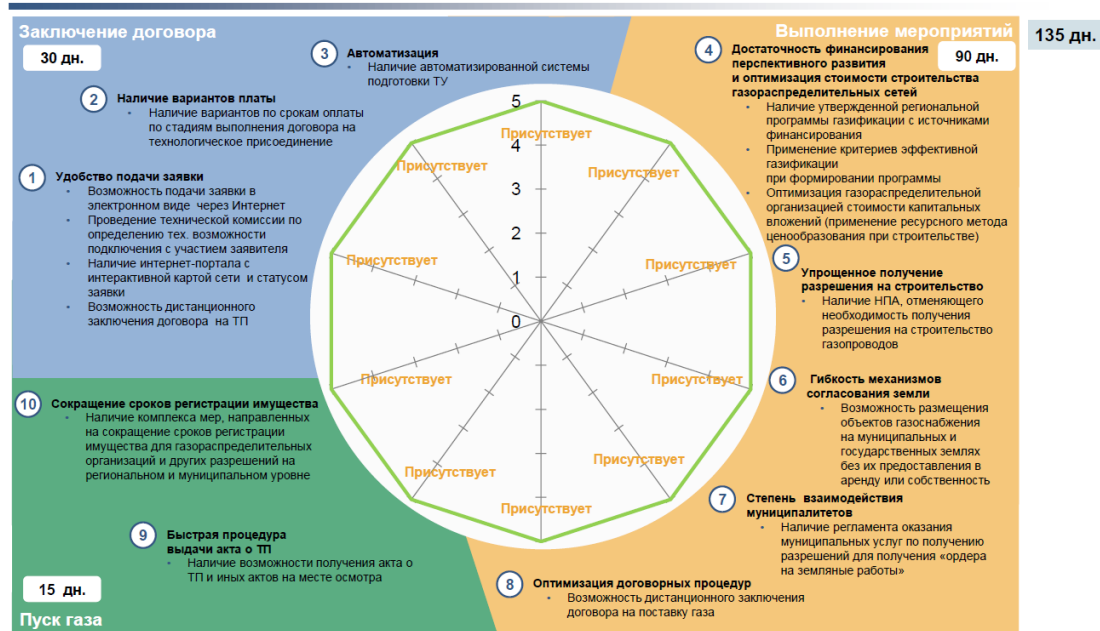 Заключение договора
30 дн.
Выполнение мероприятий
90 дн.
135 дн.
1
Удобство подачи заявки
• Возможность подачи заявки в
электронном виде через Интернет
• Проведение технической комиссии по
определению тех. возможности
подключения с участием заявителя
• Наличие интернет-портала с
интерактивной картой сети и статусом
заявки
• Возможность дистанционного
заключения договора на ТП
2
Наличие вариантов платы
• Наличие вариантов по срокам оплаты
по стадиям выполнения договора на
технологическое присоединение
3
Автоматизация
• Наличие автоматизированной системы
подготовки ТУ
4
Достаточность финансирования
перспективного развития
и оптимизация стоимости строительства
газораспределительных сетей
• Наличие утвержденной региональной
программы газификации с источниками
финансирования
• Применение критериев эффективной
газификации
при формировании программы
• Оптимизация газораспределительной
организацией стоимости капитальных
вложений (применение ресурсного метода
ценообразования при строительстве)
5
Упрощенное получение
разрешения на строительство
• Наличие НПА, отменяющего
необходимость получения
разрешения на строительство
газопроводов
6
Гибкость механизмов
согласования земли
• Возможность размещения
объектов газоснабжения
на муниципальных и
государственных землях
без их предоставления в
аренду или собственность
7
Степень взаимодействия
муниципалитетов
• Наличие регламента оказания
муниципальных услуг по получению
разрешений для получения «ордера
на земляные работы»
8
Оптимизация договорных процедур
• Возможность дистанционного заключения
договора на поставку газа
9
Быстрая процедура
выдачи акта о ТП
• Наличие возможности получения акта о
ТП и иных актов на месте осмотра
10
Сокращение сроков регистрации имущества
• Наличие комплекса мер, направленных
на сокращение сроков регистрации
имущества для газораспределительных
организаций и других разрешений на
региональном и муниципальном уровне
15 дн.
Пуск газа
5
4
3
2
1
0
Присутствует
Присутствует
Присутствует
Присутствует
Присутствует
Присутствует
Присутствует
Присутствует
Присутствует
Присутствует